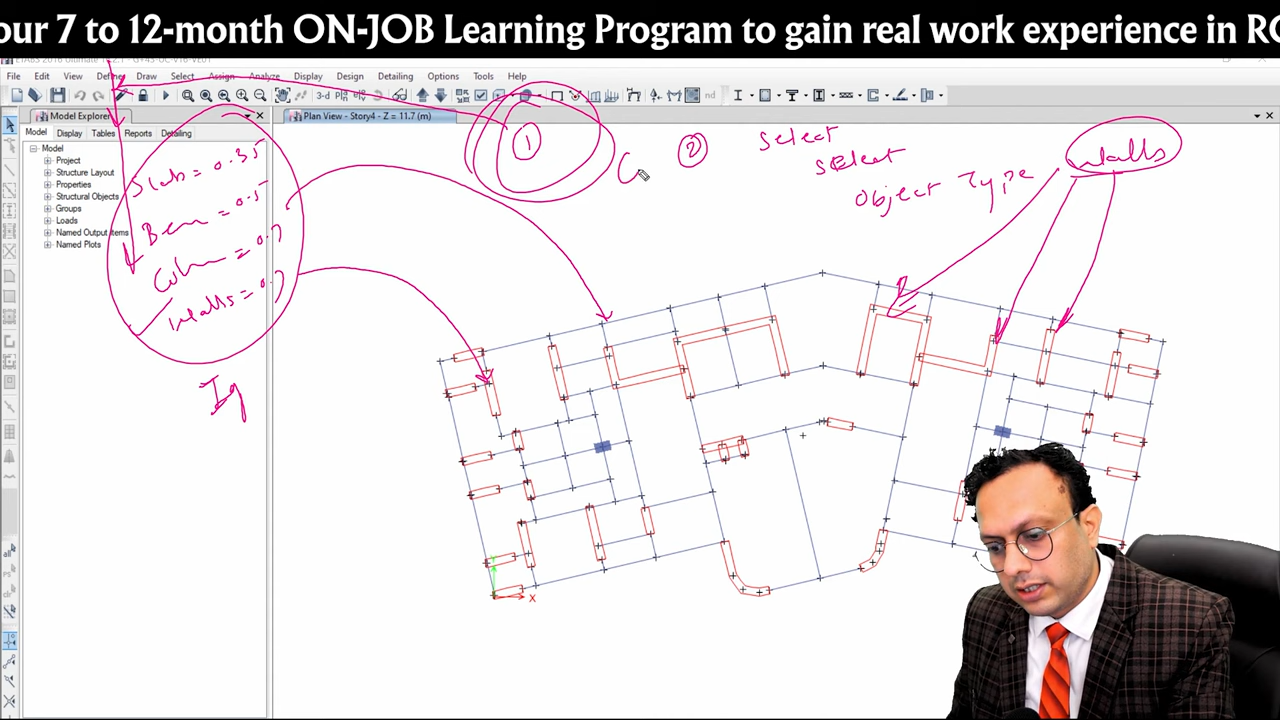 our 7 to 12-month ON-JOB Learning Program to gain real work experience in RC
File Edit View Define Draw Select Assign Analyze Display Design Detailing Options Tools Help
3-d
nd
Model Explorer
Plan View - Story4 - Z = 11.7 (m)
Model Display Tables Reports Detailing
Model
Project
Structure Layout
Properties
Structural Objects
Groups
Loads
Named Output Items
Named Plots
Slab = 0.35
Beam = 0.5
Column = 0.7
Walls = 0.7
Ig
1
2
Select
Select
Object Type
Walls
X